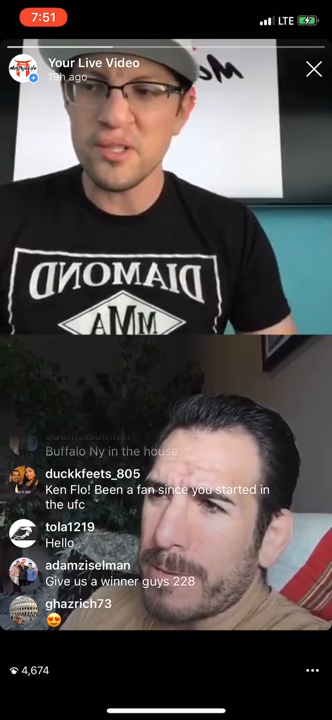 7:51
LTE
Your Live Video
19h ago
DIAMOND
MMA
Buffalo Ny in the house.
duckkfeets_805
Ken Flo! Been a fan since you started in
the ufc
tola1219
Hello
adamziselman
Give us a winner guys 228
ghazrich73
😍
4,674